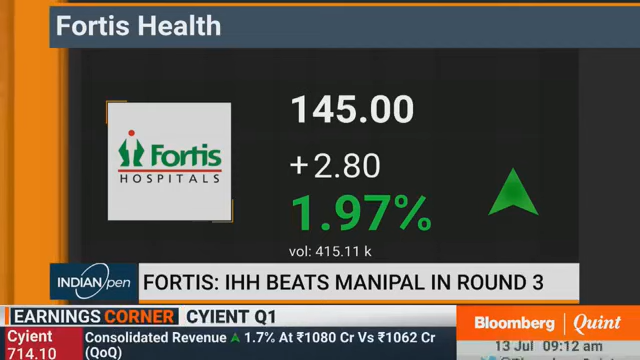 Fortis Health
145.00
+2.80
1.97%
vol: 415.11 k
Fortis
HOSPITALS
INDIAN Open
FORTIS: IHH BEATS MANIPAL IN ROUND 3
EARNINGS CORNER CYIENT Q1
Bloomberg | Quint
Cyient
714.10
Consolidated Revenue ▲ 1.7% At ₹1080 Cr Vs ₹1062 Cr
(QoQ)
13 Jul 09:12 am